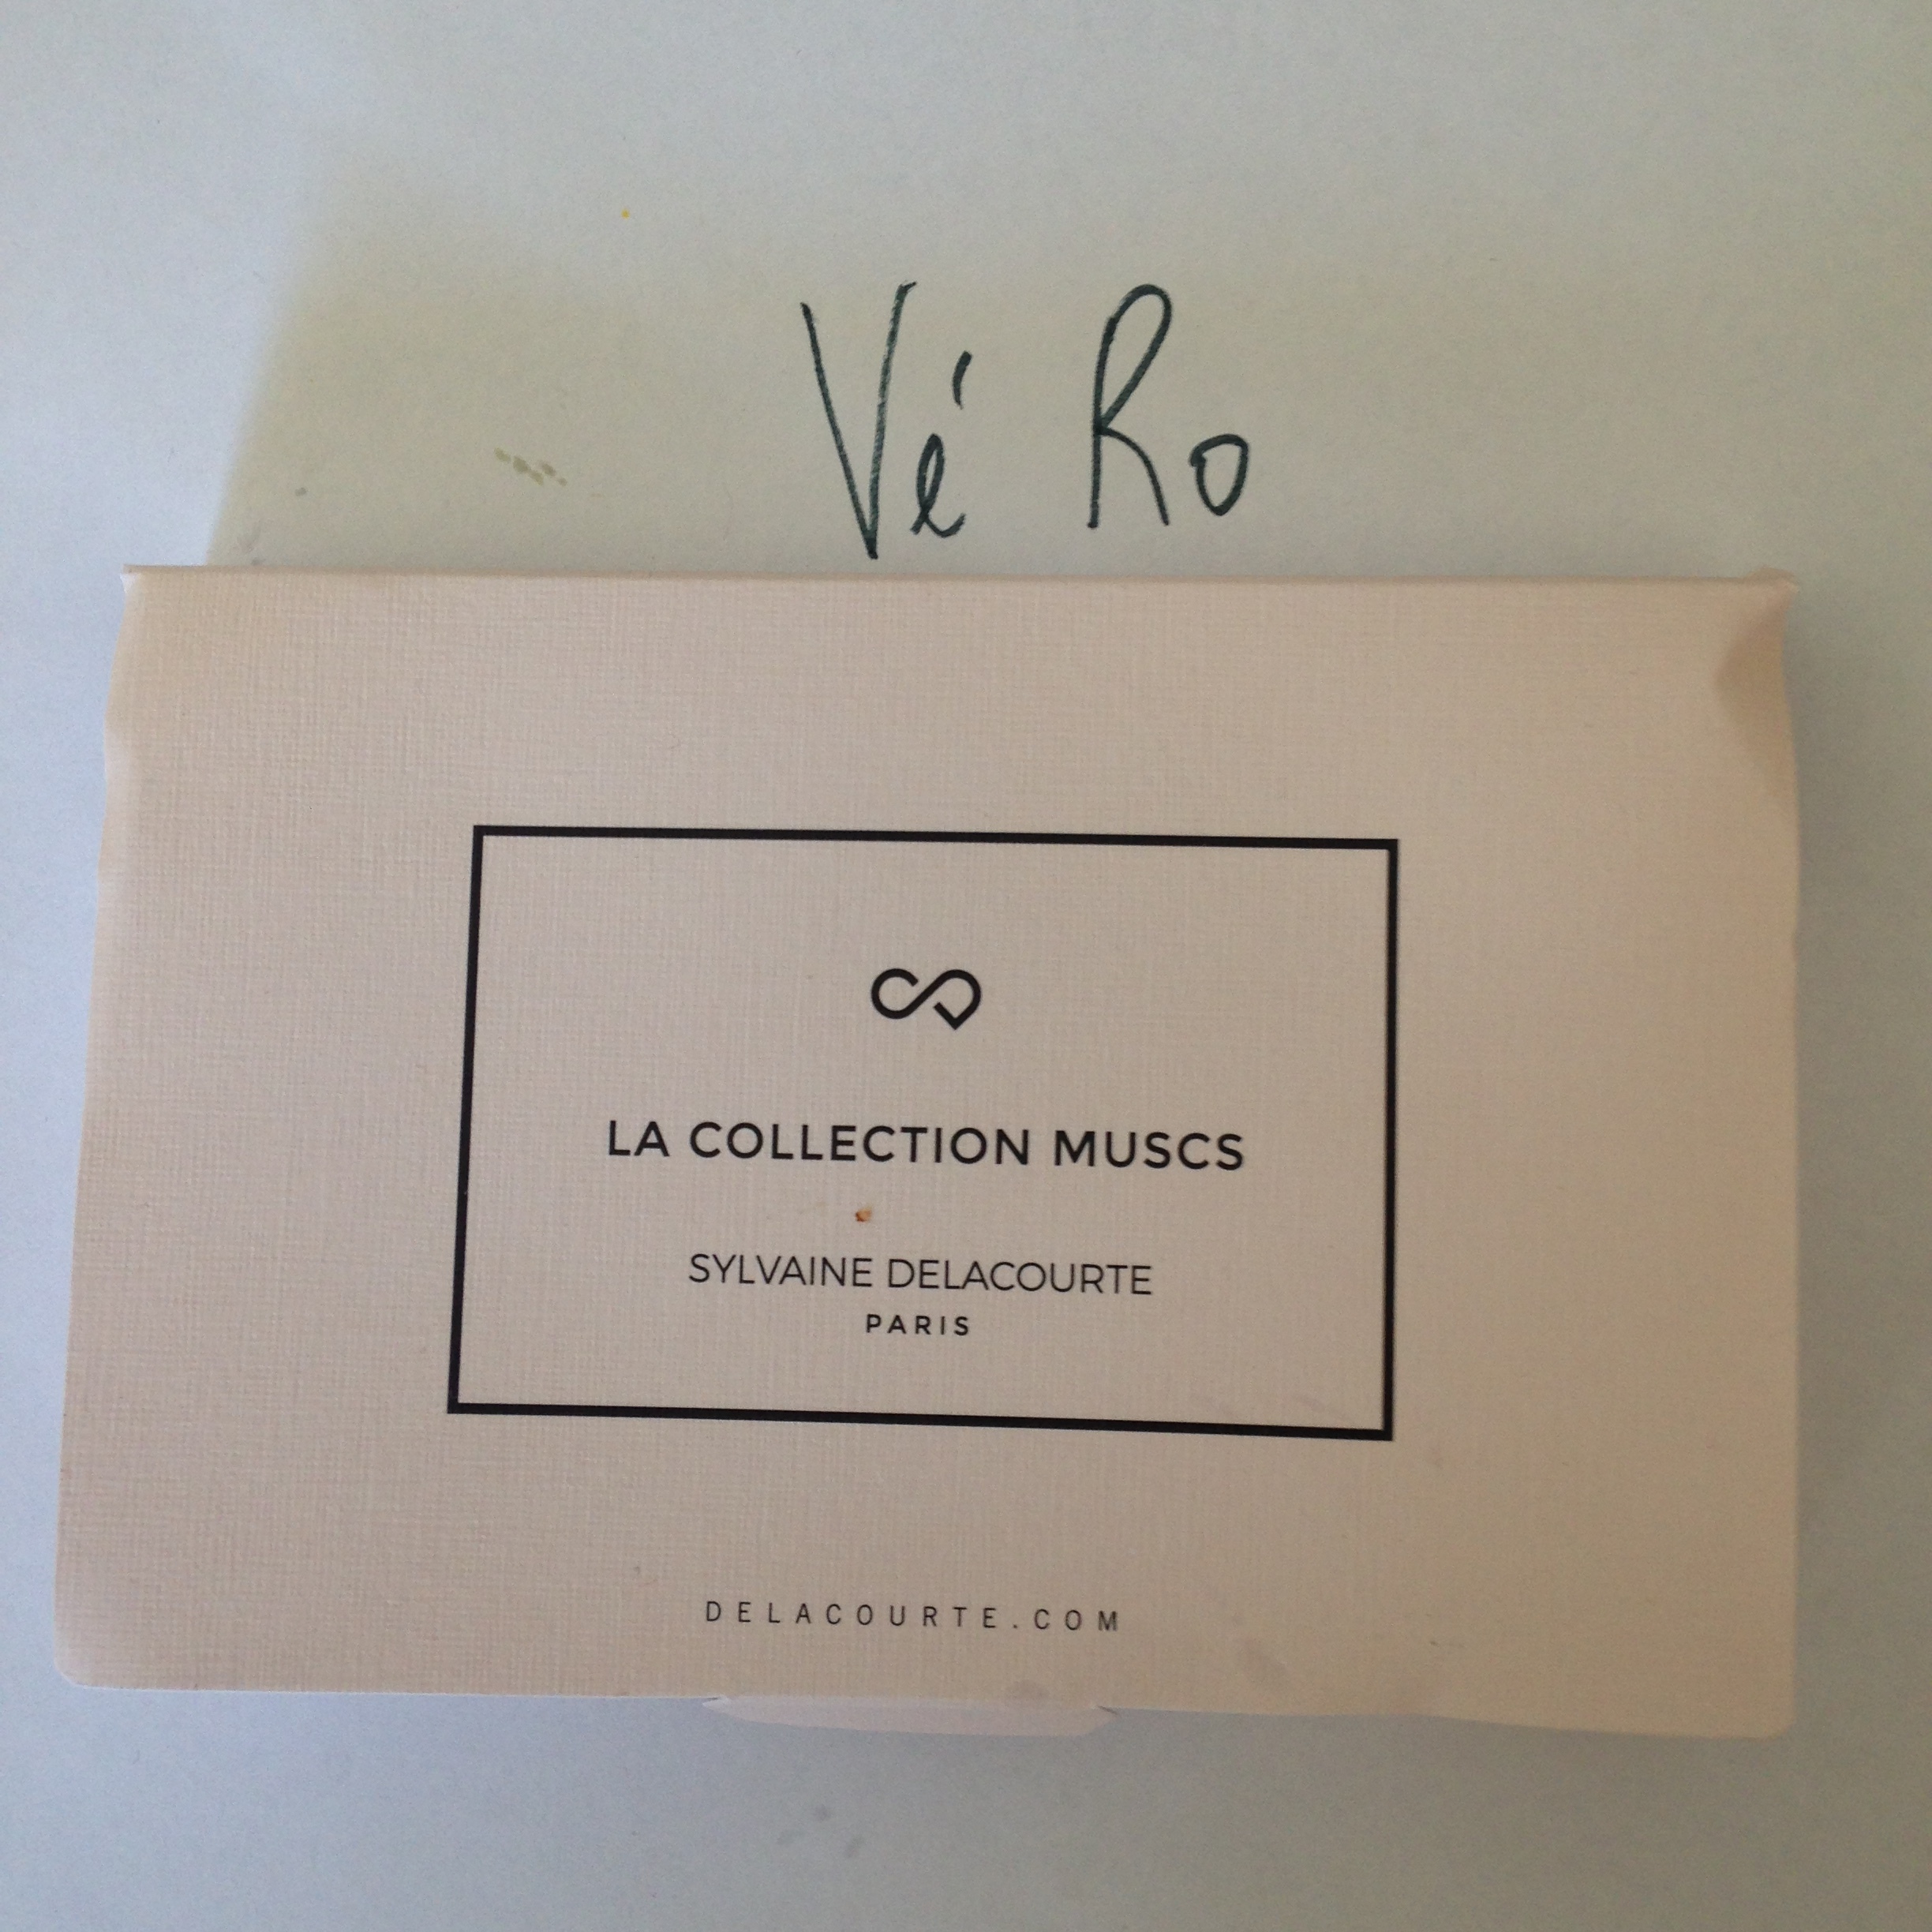 Vé Ro
LA COLLECTION MUSCS
SYLVAINE DELACOURTE
PARIS
DELACOURTE.COM